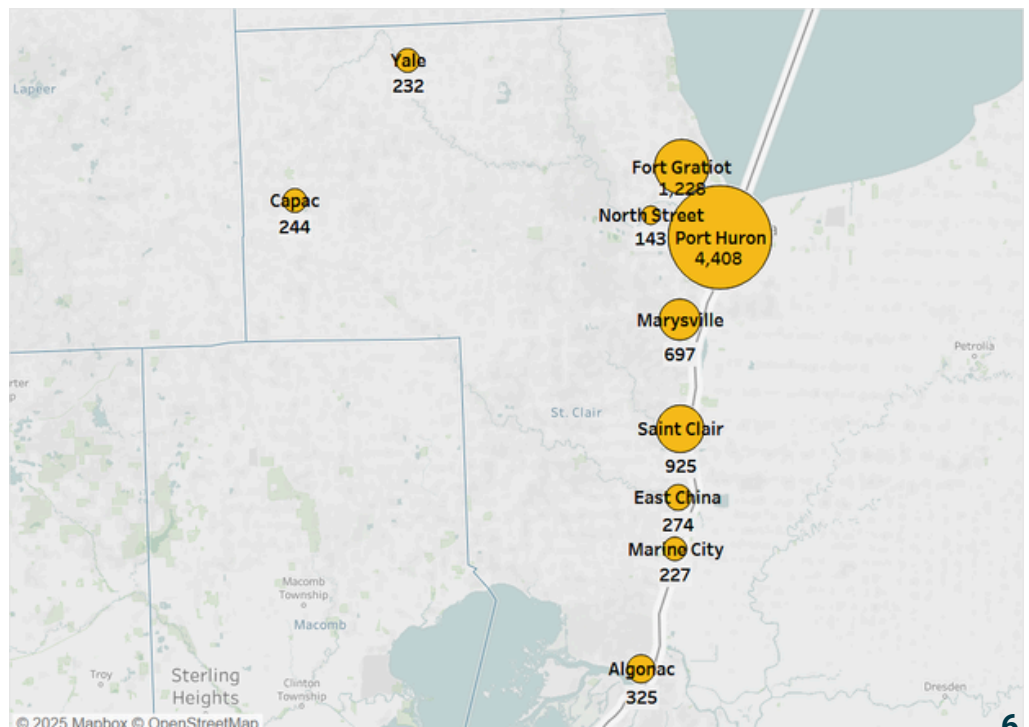 Yale
232
Lapeer
Fort Gratiot
1,228
Capac
244
North Street
143
Port Huron
4,408
Marysville
697
Petrolia
St. Clair
Saint Clair
925
East China
274
Marine City
227
Macomb
Township
Macomb
Algonac
325
Troy
Sterling
Heights
Clinton
Township
Dresden
© 2025 Mapbox © OpenStreetMap
6